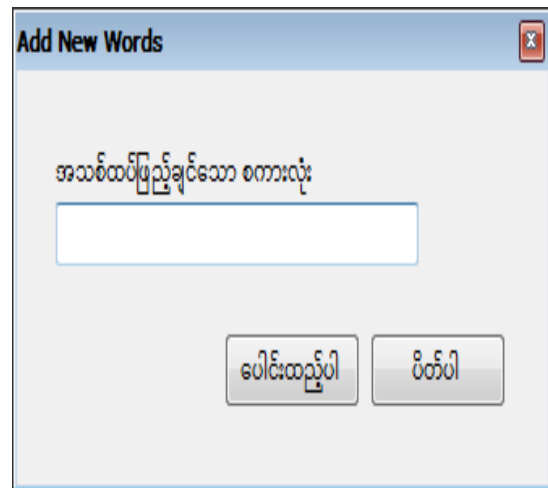 Add New Words
အသစ်ထပ်ဖြည့်ချင်သော စကားလုံး
ပေါင်းထည့်ပါ ပိတ်ပါ